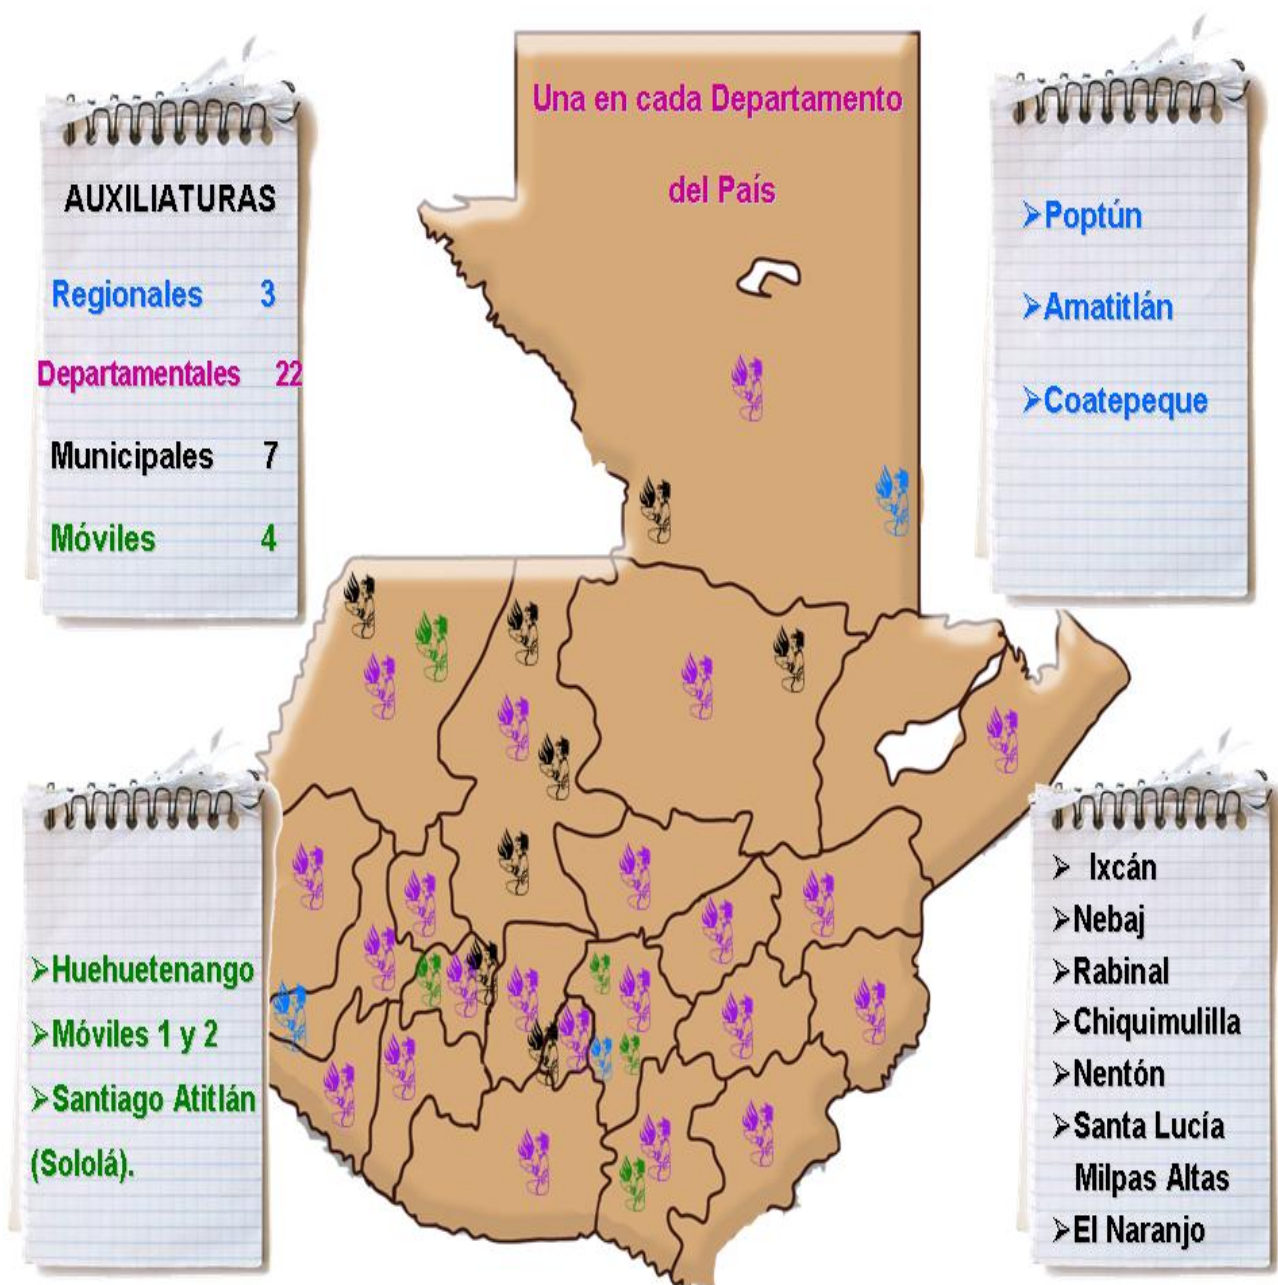 AUXILIATURAS
Regionales 3
Departamentales 22
Municipales 7
Móviles 4
Una en cada Departamento
del País
➢Poptún
➢Amatitlán
➢Coatepeque
➢Huehuetenango
➢Móviles 1 y 2
➢Santiago Atitlán
(Sololá).
➢ Ixcán
➢Nebaj
➢Rabinal
➢Chiquimulilla
➢Nentón
➢Santa Lucía
Milpas Altas
➢El Naranjo